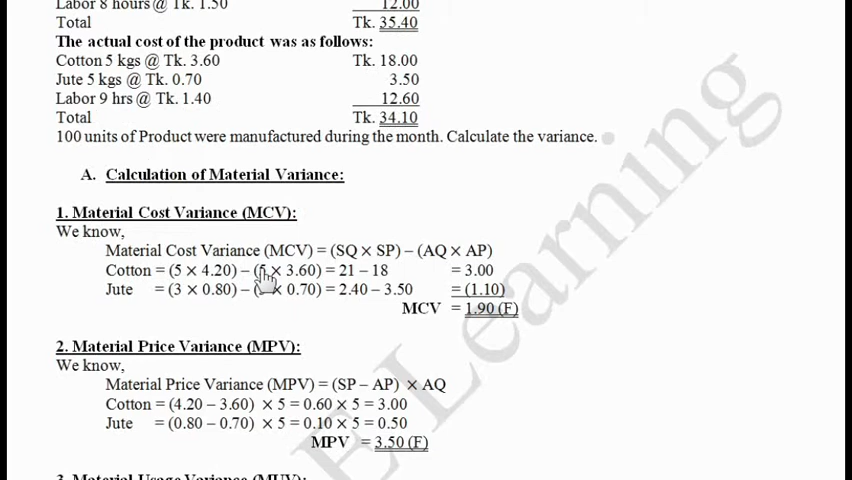 Labor 8 hours @ Tk. 1.50 12.00
Total Tk. 35.40
The actual cost of the product was as follows:
Cotton 5 kgs @ Tk. 3.60 Tk. 18.00
Jute 5 kgs @ Tk. 0.70 3.50
Labor 9 hrs @ Tk. 1.40 12.60
Total Tk. 34.10
100 units of Product were manufactured during the month. Calculate the variance.
A. Calculation of Material Variance:
1. Material Cost Variance (MCV):
We know,
Material Cost Variance (MCV) = (SQ × SP) – (AQ × AP)
Cotton = (5 × 4.20) – (5 × 3.60) = 21 – 18 = 3.00
Jute = (3 × 0.80) – ( × 0.70) = 2.40 – 3.50 = (1.10)
MCV = 1.90 (F)
2. Material Price Variance (MPV):
We know,
Material Price Variance (MPV) = (SP – AP) × AQ
Cotton = (4.20 – 3.60) × 5 = 0.60 × 5 = 3.00
Jute = (0.80 – 0.70) × 5 = 0.10 × 5 = 0.50
MPV = 3.50 (F)
3. Material Usage Variance (MUV):
E Learning